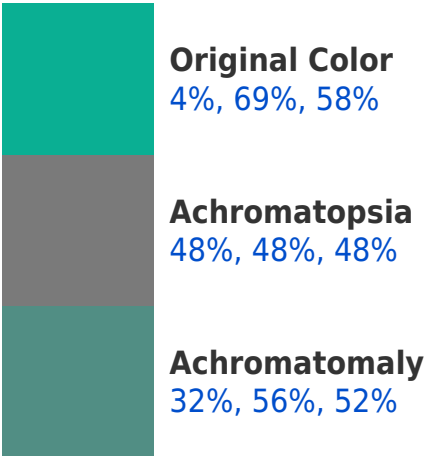 Original Color
4%, 69%, 58%
Achromatopsia
48%, 48%, 48%
Achromatomaly
32%, 56%, 52%